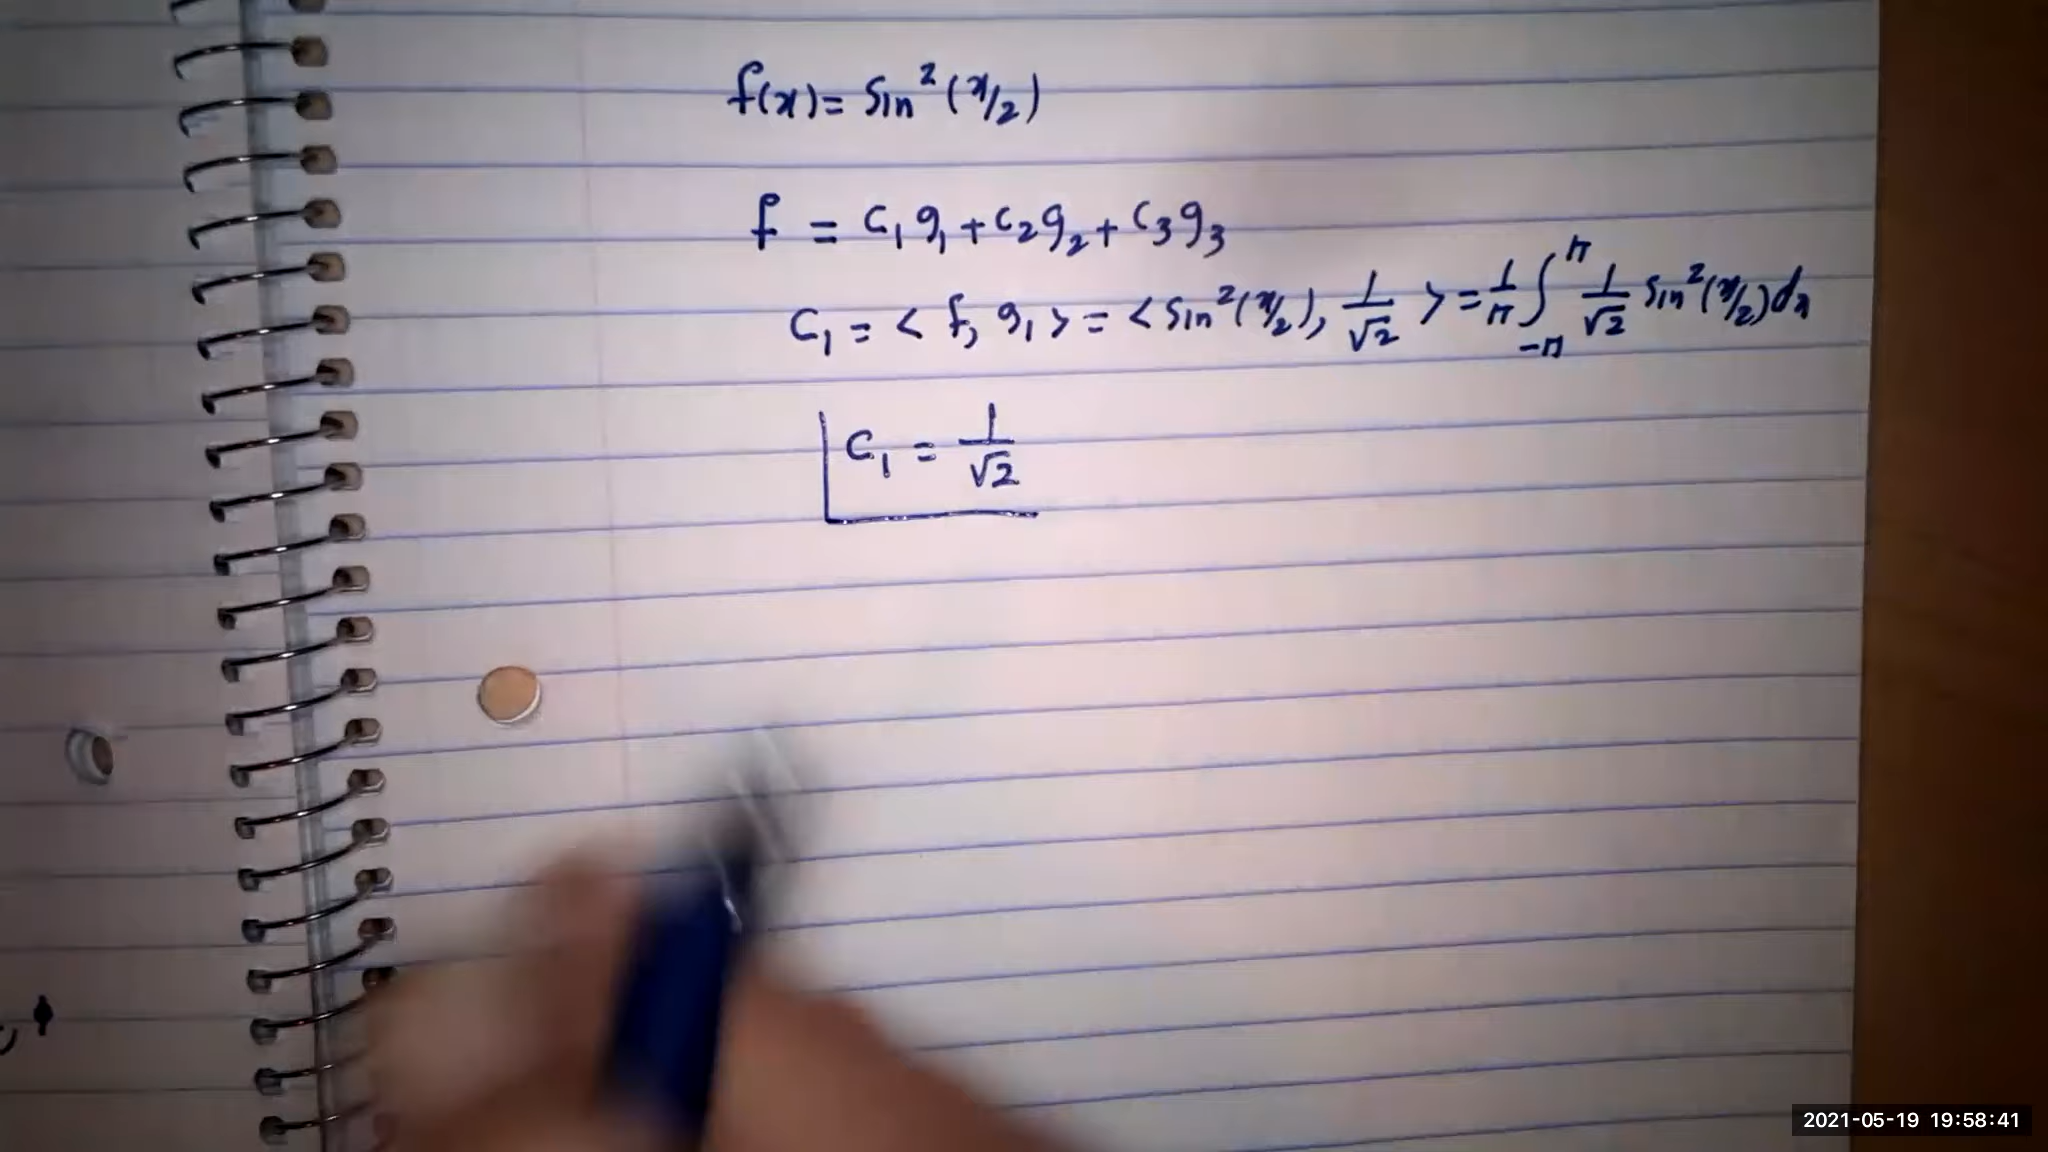 f(x) = sin²(x/2)
f = c₁g₁ + c₂g₂ + c₃g₃
c₁ = < f, g₁ > = < sin²(x/2), 1/√2 > = 1/π ∫_{-π}^{π} 1/√2 sin²(x/2) dx
c₁ = 1/√2
2021-05-19 19:58:41